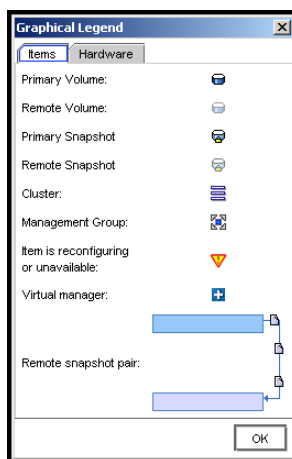 Graphical Legend
Items Hardware
Primary Volume:
Remote Volume:
Primary Snapshot
Remote Snapshot
Cluster:
Management Group:
Item is reconfiguring
or unavailable:
Virtual manager:
Remote snapshot pair:
OK